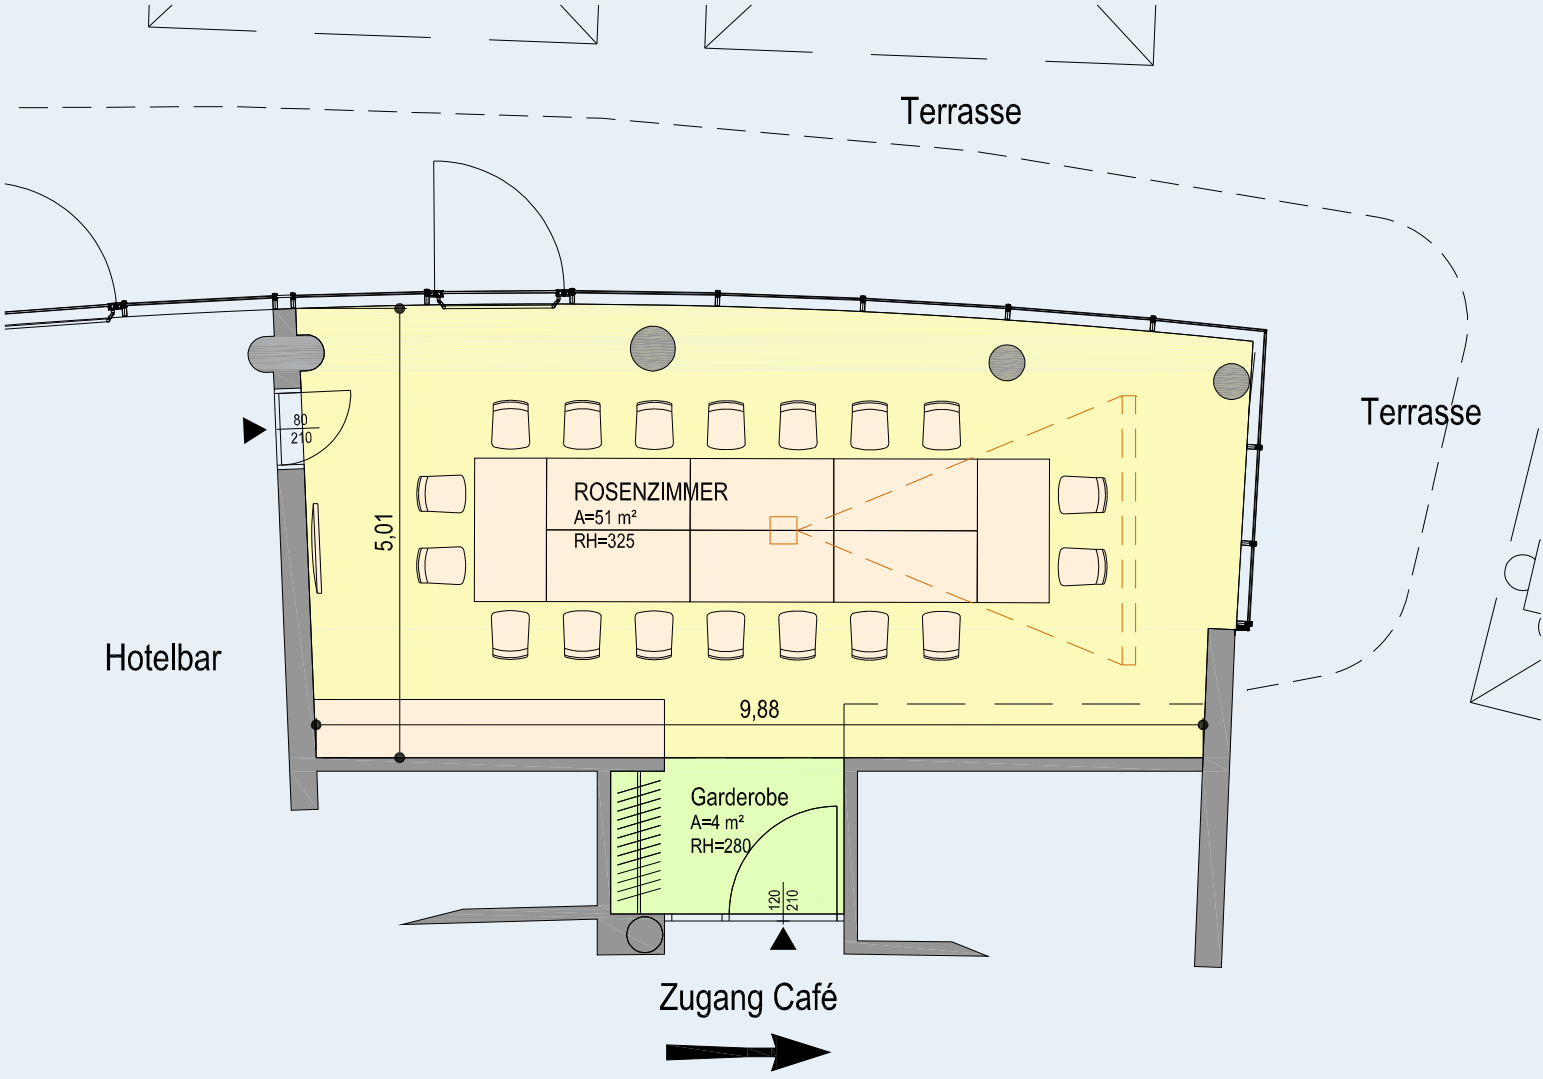 Terrasse
Terrasse
80
210
ROSENZIMMER
A=51 m²
RH=325
5,01
Hotelbar
9,88
Garderobe
A=4 m²
RH=280
120
210
Zugang Café